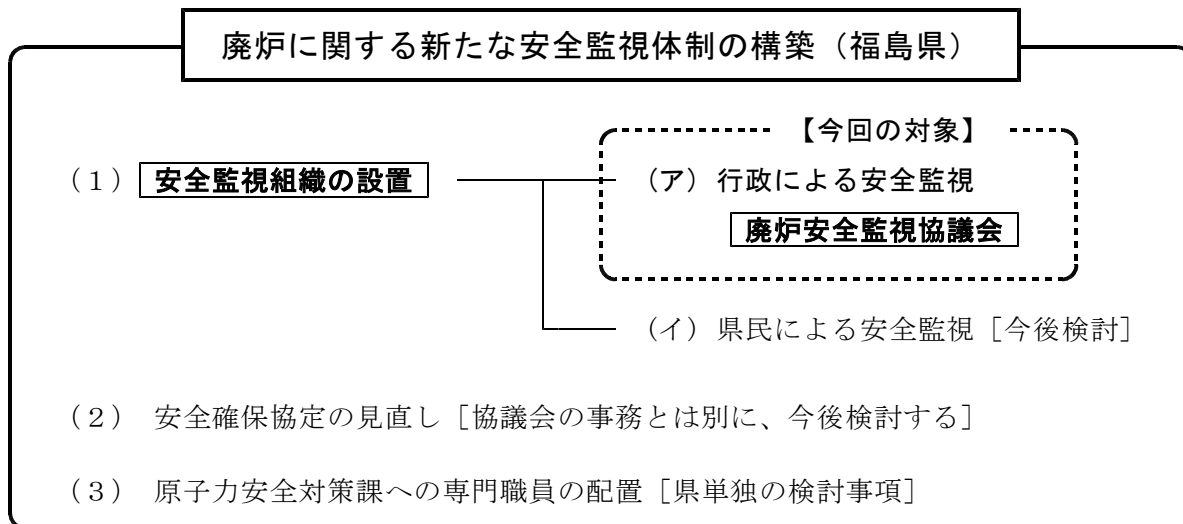 廃炉に関する新たな安全監視体制の構築（福島県）
【今回の対象】
（１）安全監視組織の設置
（ア）行政による安全監視
廃炉安全監視協議会
（イ）県民による安全監視［今後検討］
（２）　安全確保協定の見直し［協議会の事務とは別に、今後検討する］
（３）　原子力安全対策課への専門職員の配置［県単独の検討事項］